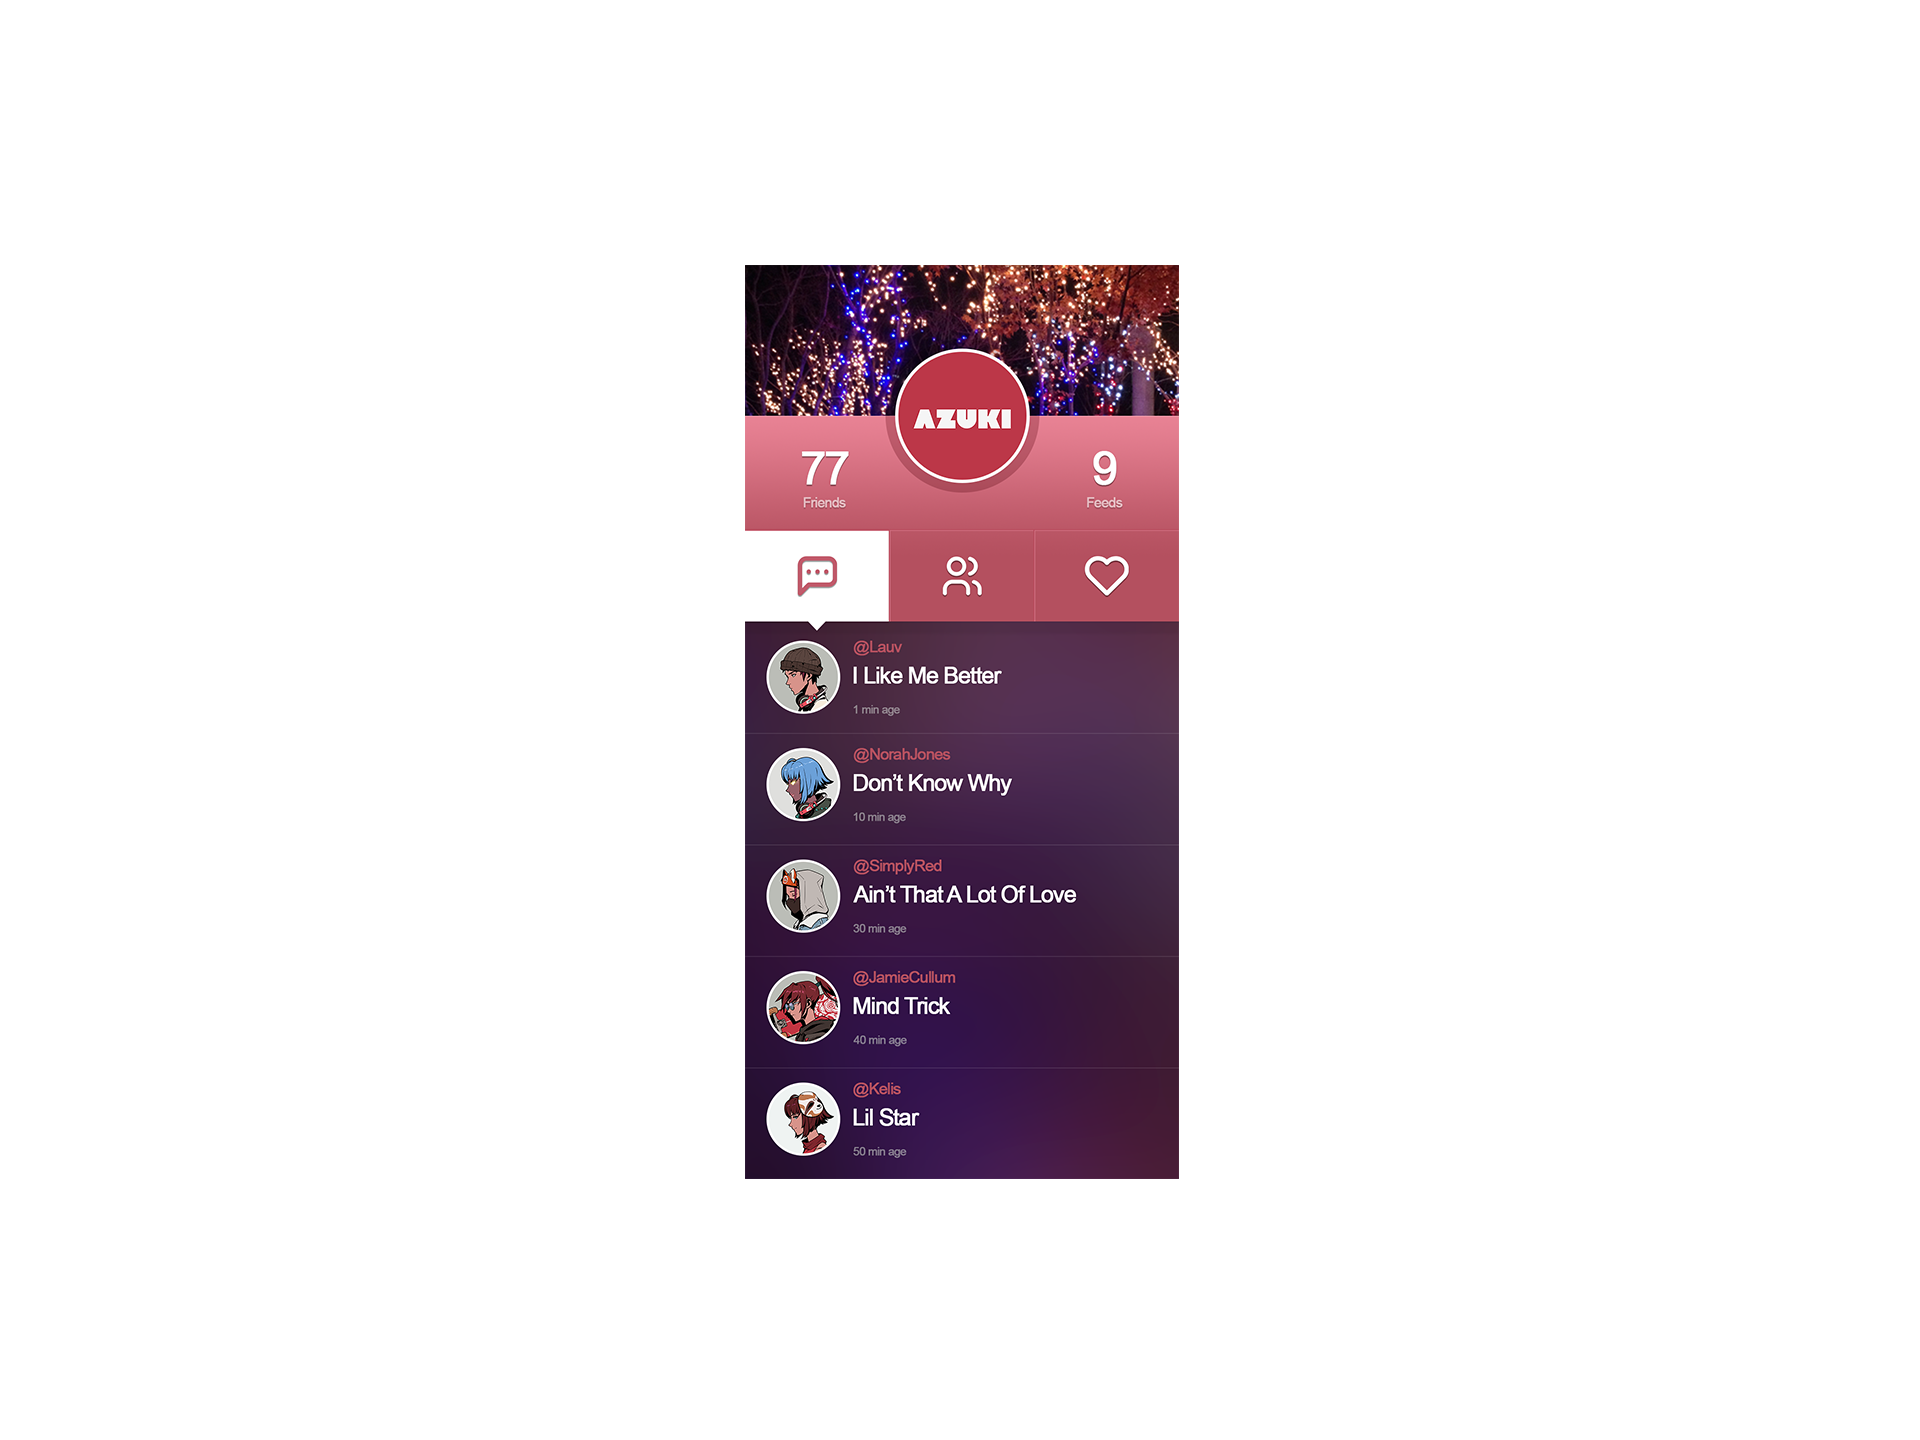 AZUKI
77
Friends
9
Feeds
@Lauv
I Like Me Better
1 min age
@NorahJones
Don’t Know Why
10 min age
@SimplyRed
Ain’t That A Lot Of Love
30 min age
@JamieCullum
Mind Trick
40 min age
@Kelis
Lil Star
50 min age